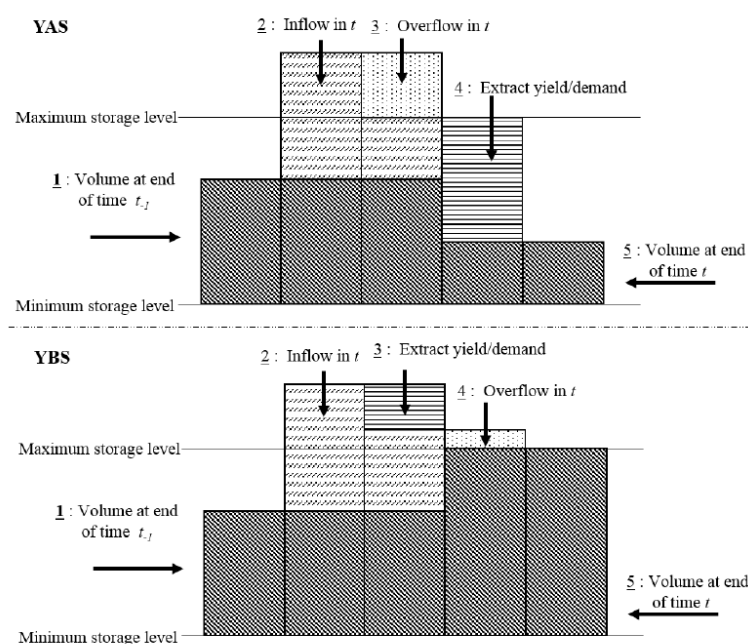 YAS
2 : Inflow in t
3 : Overflow in t
4 : Extract yield/demand
Maximum storage level
1 : Volume at end
of time t-1
5 : Volume at end
of time t
Minimum storage level
YBS
2 : Inflow in t
3 : Extract yield/demand
4 : Overflow in t
Maximum storage level
1 : Volume at end
of time t-1
5 : Volume at end
of time t
Minimum storage level